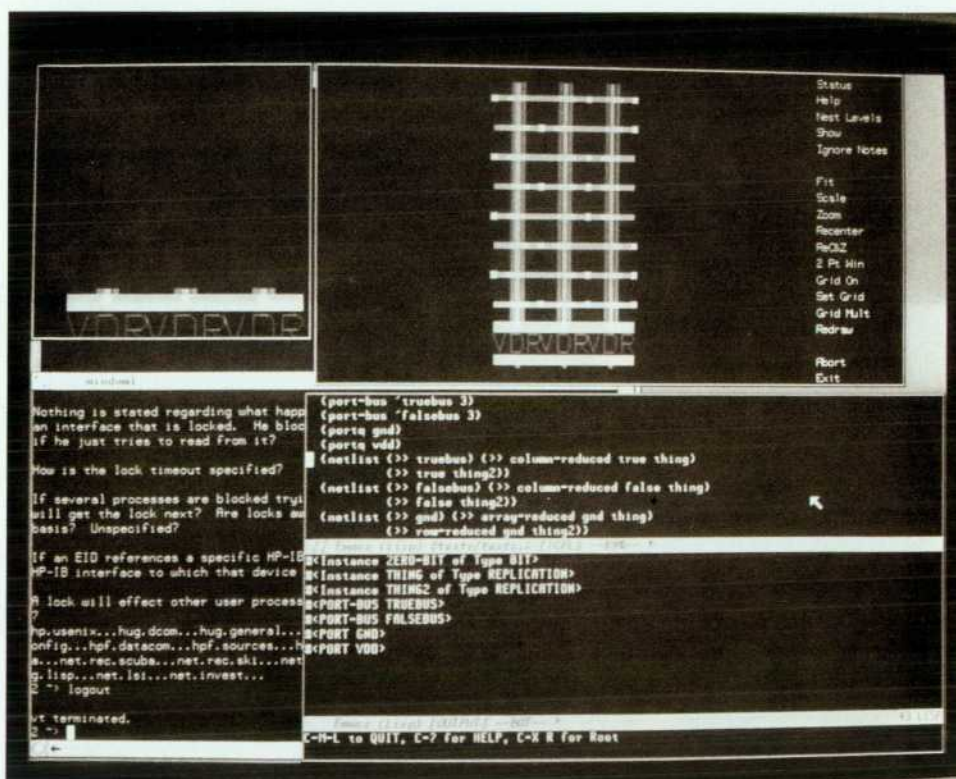 VDRVDRVDR
Status
Help
Nest Levels
Show
Ignore Notes
Fit
Scale
Zoom
Recenter
ReC&Z
2 Pt Win
Grid On
Set Grid
Grid Mult
Redraw
Abort
Exit
VDRVDRVDR
Nothing is stated regarding what happ
an interface that is locked. He bloc
if he just tries to read from it?
How is the lock timeout specified?
If several processes are blocked tryi
will get the lock next? Are locks aw
basis? Unspecified?
If an EID references a specific HP-IB
HP-IB interface to which that device
A lock will effect other user process
?
hp.usenix...hug.dcom...hug.general...
onfig...hpf.datacom...hpf.sources...h
a...net.rec.scuba...net.rec.ski...net
g.lisp...net.lsi...net.invest...
2 ~> logout
vt terminated.
2 ~>
(port-bus 'truebus 3)
(port-bus 'falsebus 3)
(portq gnd)
(portq vdd)
(netlist (>> truebus) (>> column-reduced true thing)
(>> true thing2))
(netlist (>> falsebus) (>> column-reduced false thing)
(>> false thing2))
(netlist (>> gnd) (>> array-reduced gnd thing)
(>> row-reduced gnd thing2))
#<Instance ZERO-BIT of Type BIT>
#<Instance THING of Type REPLICATION>
#<Instance THING2 of Type REPLICATION>
#<PORT-BUS TRUEBUS>
#<PORT-BUS FALSEBUS>
#<PORT GND>
#<PORT VDD>
C-M-L to QUIT, C-? for HELP, C-X R for Root